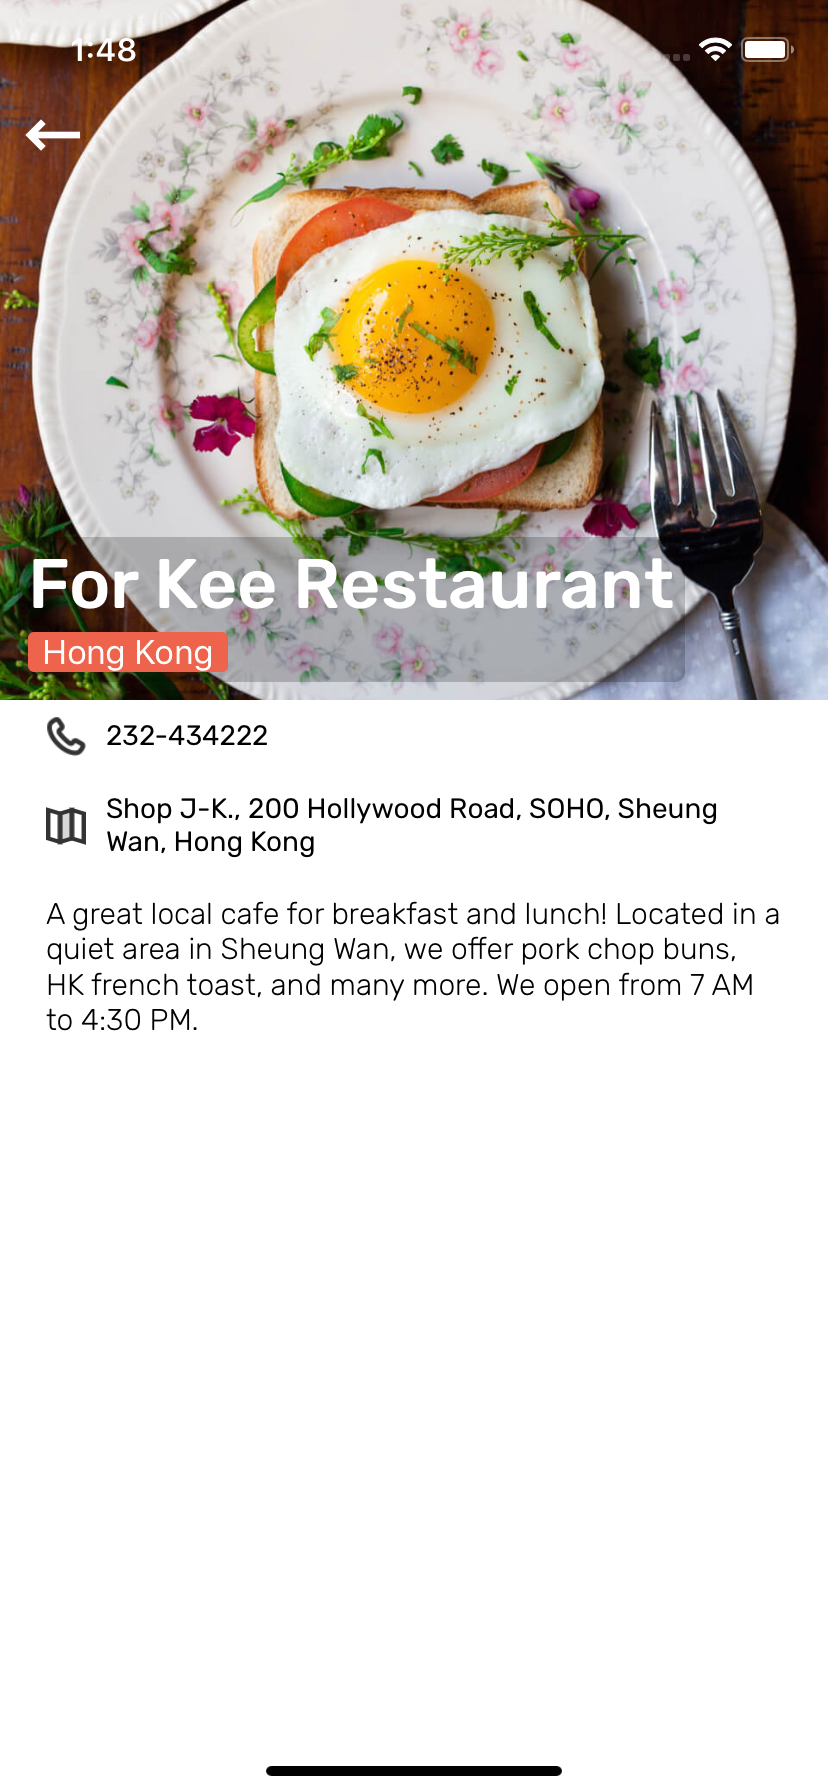 1:48
For Kee Restaurant
Hong Kong
232-434222
Shop J-K., 200 Hollywood Road, SOHO, Sheung
Wan, Hong Kong
A great local cafe for breakfast and lunch! Located in a
quiet area in Sheung Wan, we offer pork chop buns,
HK french toast, and many more. We open from 7 AM
to 4:30 PM.